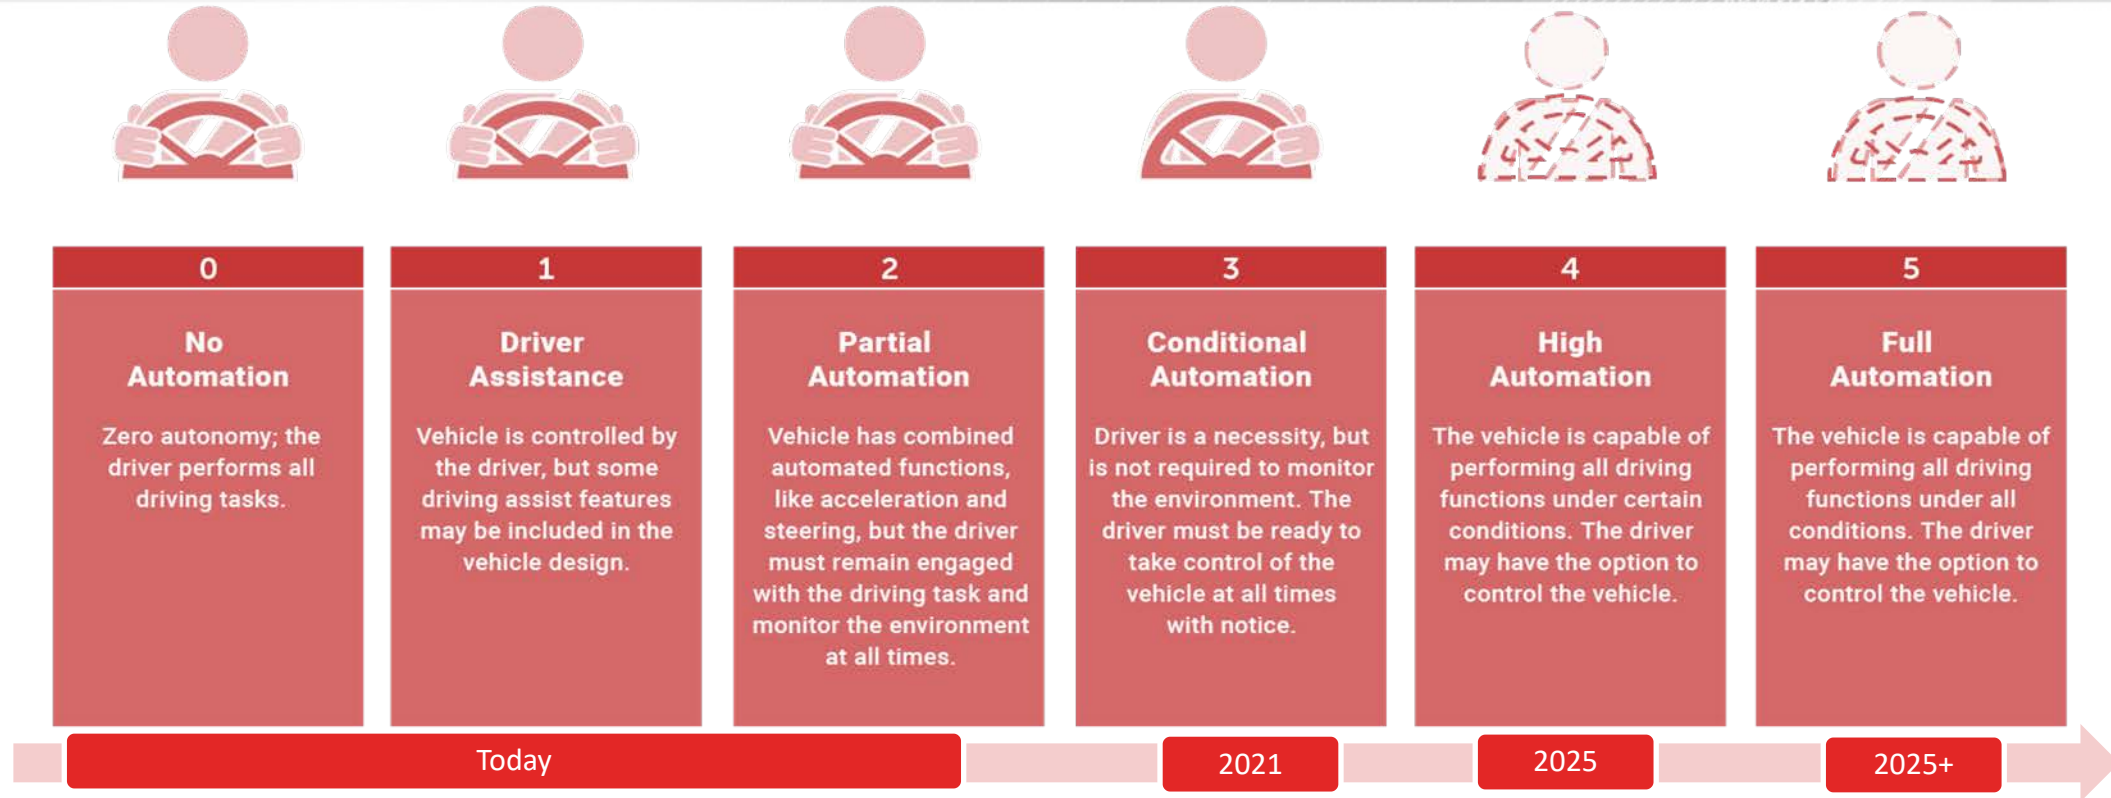 0
No
Automation
Zero autonomy; the
driver performs all
driving tasks.
1
Driver
Assistance
Vehicle is controlled by
the driver, but some
driving assist features
may be included in the
vehicle design.
2
Partial
Automation
Vehicle has combined
automated functions,
like acceleration and
steering, but the driver
must remain engaged
with the driving task and
monitor the environment
at all times.
3
Conditional
Automation
Driver is a necessity, but
is not required to monitor
the environment. The
driver must be ready to
take control of the
vehicle at all times
with notice.
4
High
Automation
The vehicle is capable of
performing all driving
functions under certain
conditions. The driver
may have the option to
control the vehicle.
5
Full
Automation
The vehicle is capable of
performing all driving
functions under all
conditions. The driver
may have the option to
control the vehicle.
Today
2021
2025
2025+